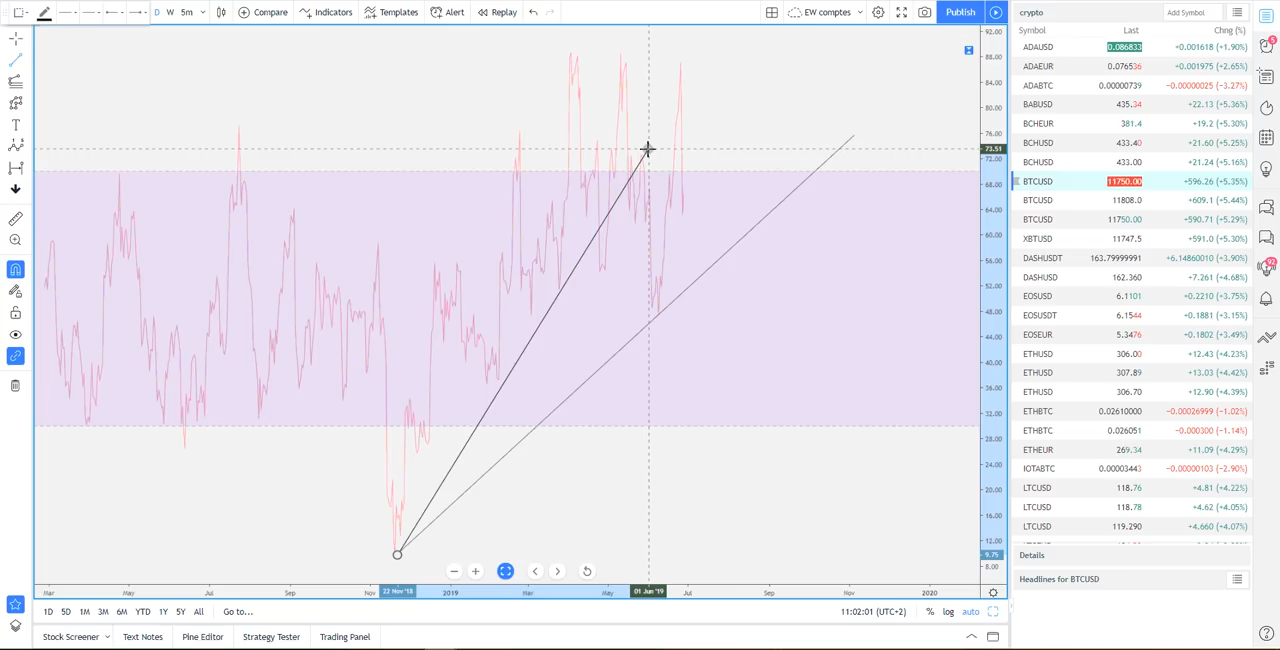 D W 5m Compare Indicators Templates Alert Replay EW comptes Publish
crypto Add Symbol
Symbol Last Chng (%)
ADAUSD 0.086833 +0.001618 (+1.90%)
ADAEUR 0.076536 +0.001975 (+2.65%)
ADABTC 0.00000739 −0.00000025 (−3.27%)
BABUSD 435.34 +22.13 (+5.36%)
BCHEUR 381.4 +19.2 (+5.30%)
BCHUSD 433.40 +21.60 (+5.25%)
BCHUSD 433.00 +21.24 (+5.16%)
BTCUSD 11750.00 +596.26 (+5.35%)
BTCUSD 11808.0 +609.1 (+5.44%)
BTCUSD 11750.00 +590.71 (+5.29%)
XBTUSD 11747.5 +591.0 (+5.30%)
DASHUSDT 163.79999991 +6.14860010 (+3.90%)
DASHUSD 162.360 +7.261 (+4.68%)
EOSUSD 6.1101 +0.2210 (+3.75%)
EOSUSDT 6.1544 +0.1881 (+3.15%)
EOSEUR 5.3476 +0.1802 (+3.49%)
ETHUSD 306.00 +12.43 (+4.23%)
ETHUSD 307.89 +13.03 (+4.42%)
ETHUSD 306.70 +12.90 (+4.39%)
ETHBTC 0.02610000 −0.00026999 (−1.02%)
ETHBTC 0.026051 −0.000300 (−1.14%)
ETHEUR 269.34 +11.09 (+4.29%)
IOTABTC 0.00003443 −0.00000103 (−2.90%)
LTCUSD 118.76 +4.81 (+4.22%)
LTCUSD 118.78 +4.62 (+4.05%)
LTCUSD 119.290 +4.660 (+4.07%)
Details
Headlines for BTCUSD
5
92
92.00
88.00
84.00
80.00
76.00
73.51
72.00
68.00
64.00
60.00
56.00
52.00
48.00
44.00
40.00
36.00
32.00
28.00
24.00
20.00
16.00
12.00
9.75
8.00
Mar May Jul Sep Nov 22 Nov '18 2019 Mar May 01 Jun '19 Jul Sep Nov 2020
1D 5D 1M 3M 6M YTD 1Y 5Y All Go to... 11:02:01 (UTC+2) % log auto
Stock Screener Text Notes Pine Editor Strategy Tester Trading Panel